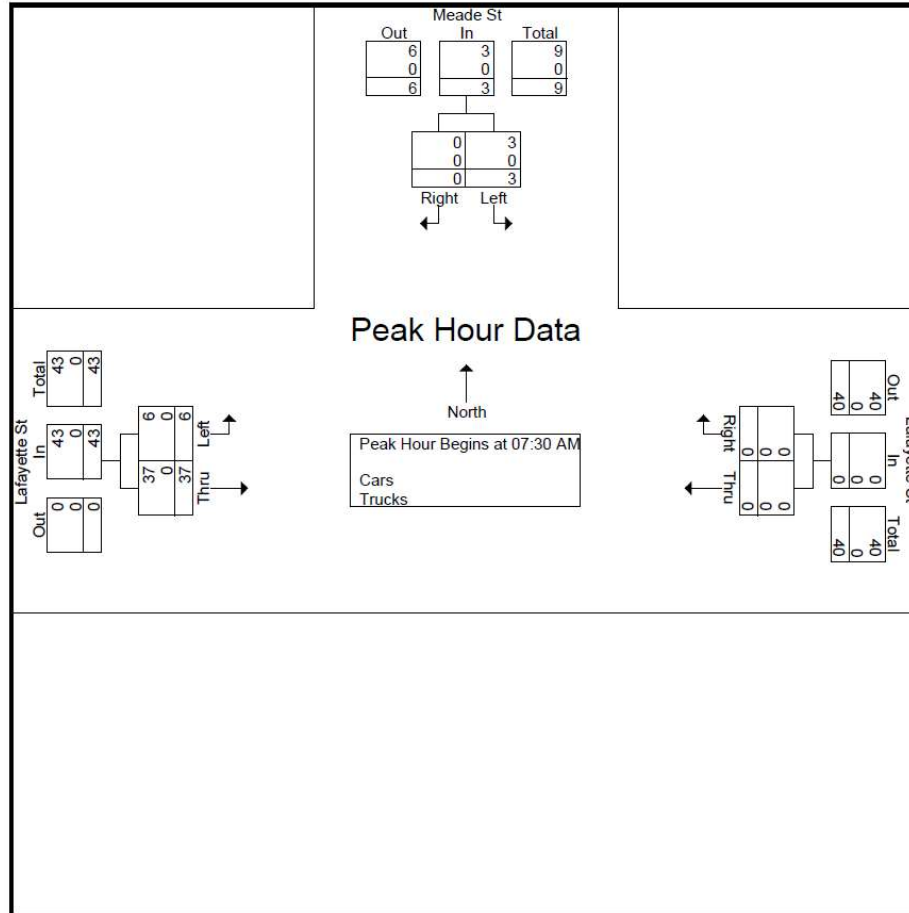 Meade St
Out In Total
6 3 9
0 0 0
6 3 9
0 3
0 0
0 3
Right Left
Peak Hour Data
North
Peak Hour Begins at 07:30 AM
Cars
Trucks
Lafayette St
Total
43 0 43
In
43 0 43
Out
0 0 0
Left
6 0 6
Thru
37 0 37
Right
0 0 0
Thru
0 0 0
Out
40 0 40
In
0 0 0
Total
40 0 40
Lafayette St